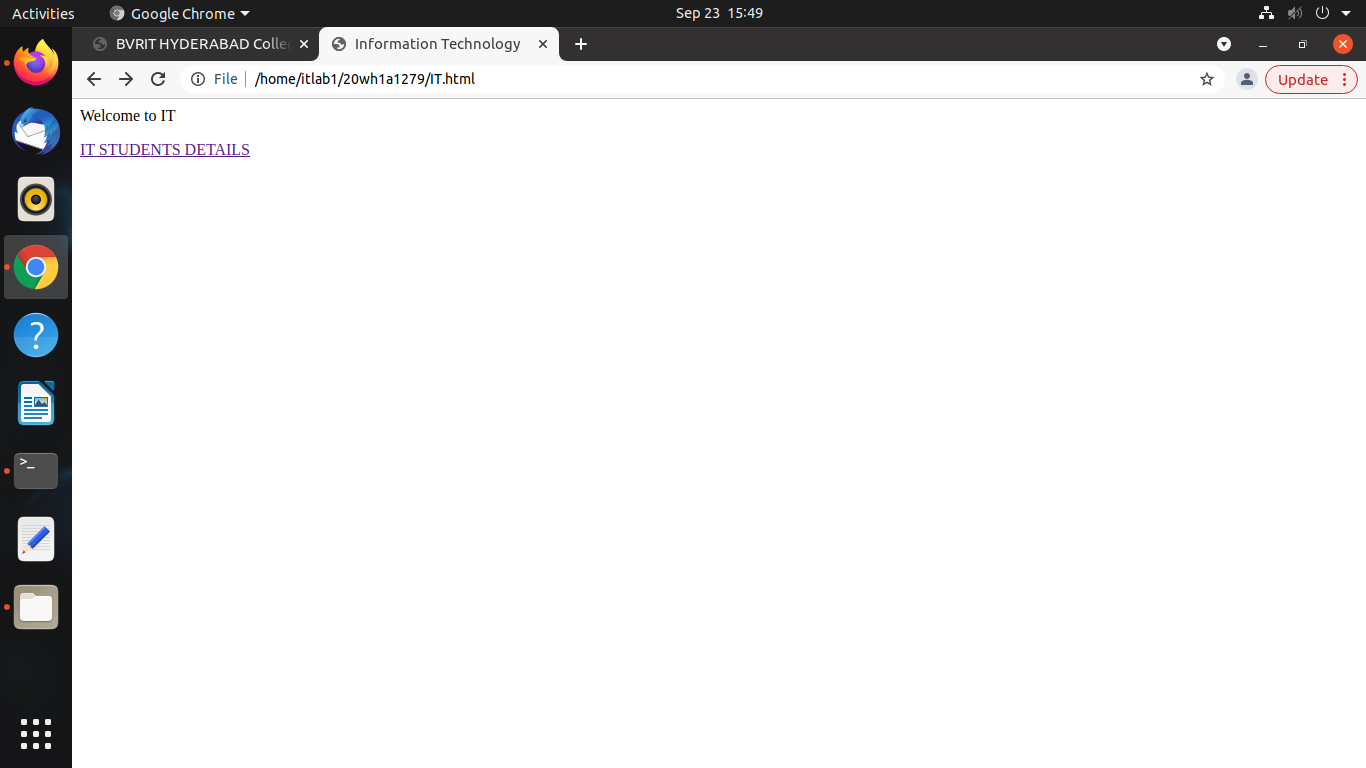 Activities
Google Chrome
Sep 23 15:49
BVRIT HYDERABAD Colle
Information Technology
File
/home/itlab1/20wh1a1279/IT.html
Update
Welcome to IT
IT STUDENTS DETAILS